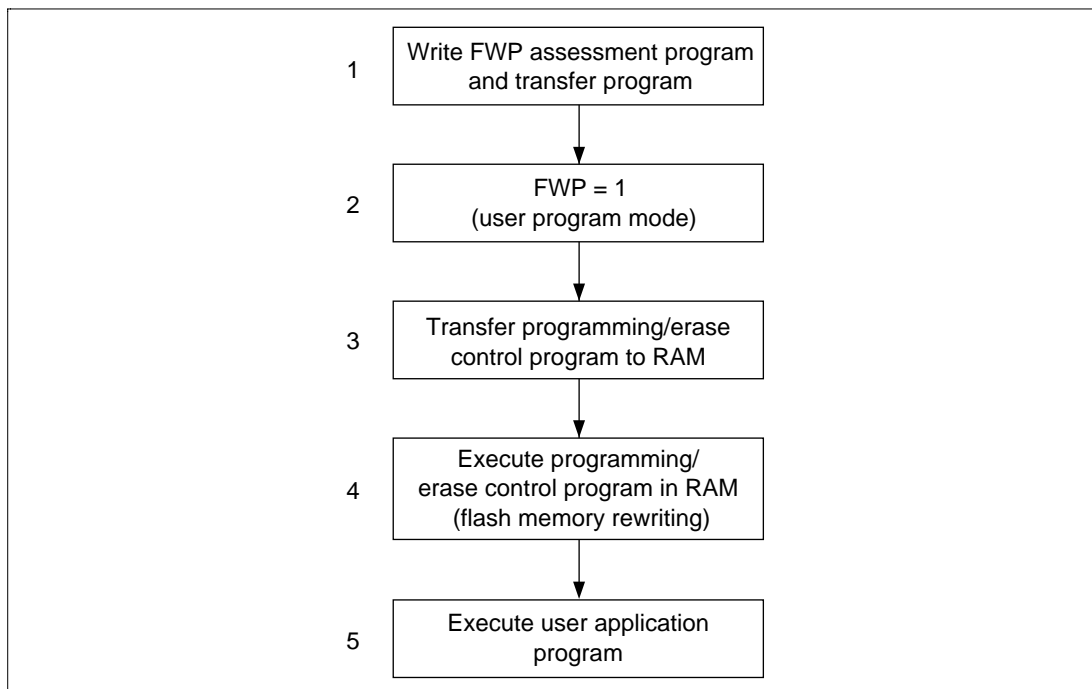 1
Write FWP assessment program
and transfer program
2
FWP = 1
(user program mode)
3
Transfer programming/erase
control program to RAM
4
Execute programming/
erase control program in RAM
(flash memory rewriting)
5
Execute user application
program